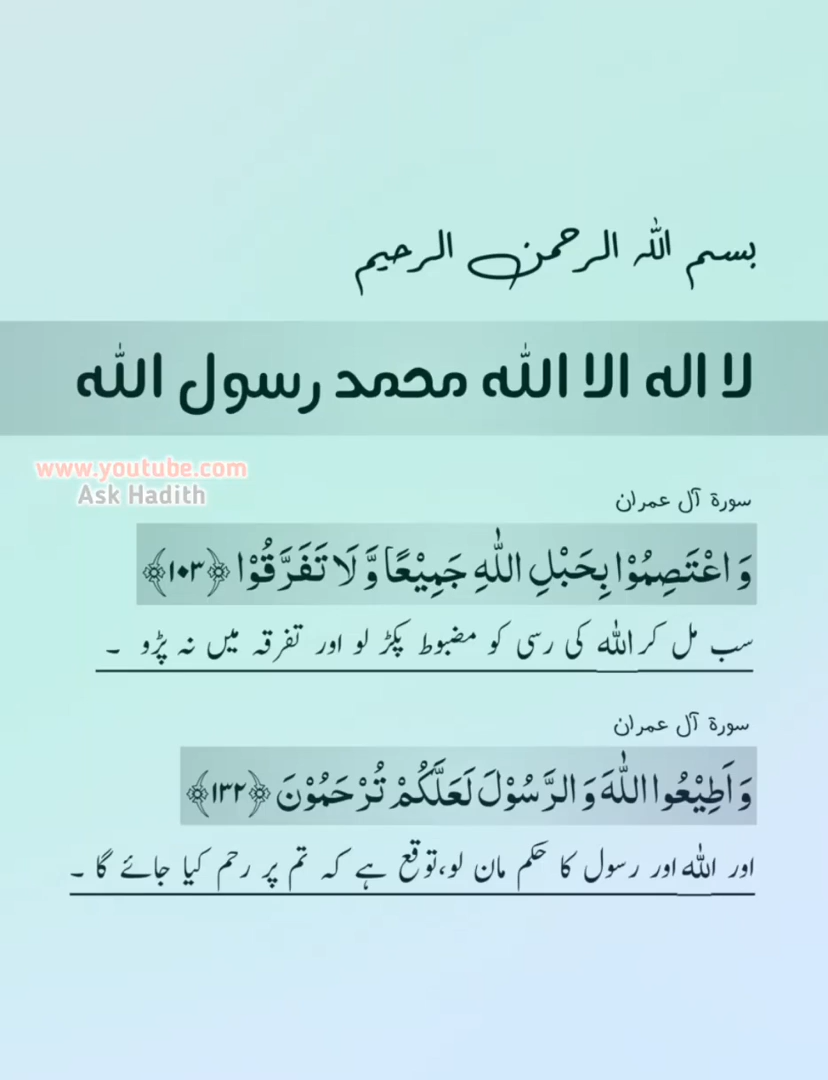 بسم اللہ الرحمن الرحیم
لا اله الا الله محمد رسول الله
www.youtube.com
Ask Hadith
سورۃ آل عمران
وَ اعْتَصِمُوْا بِحَبْلِ اللّٰهِ جَمِیْعًا وَّ لَا تَفَرَّقُوْا ﴿۱۰۳﴾
سب مل کر اللہ کی رسی کو مضبوط پکڑ لو اور تفرقہ میں نہ پڑو ۔
سورۃ آل عمران
وَ اَطِیْعُوا اللّٰهَ وَ الرَّسُوْلَ لَعَلَّكُمْ تُرْحَمُوْنَ ﴿۱۳۲﴾
اور اللہ اور رسول کا حکم مان لو،توقع ہے کہ تم پر رحم کیا جائے گا ۔